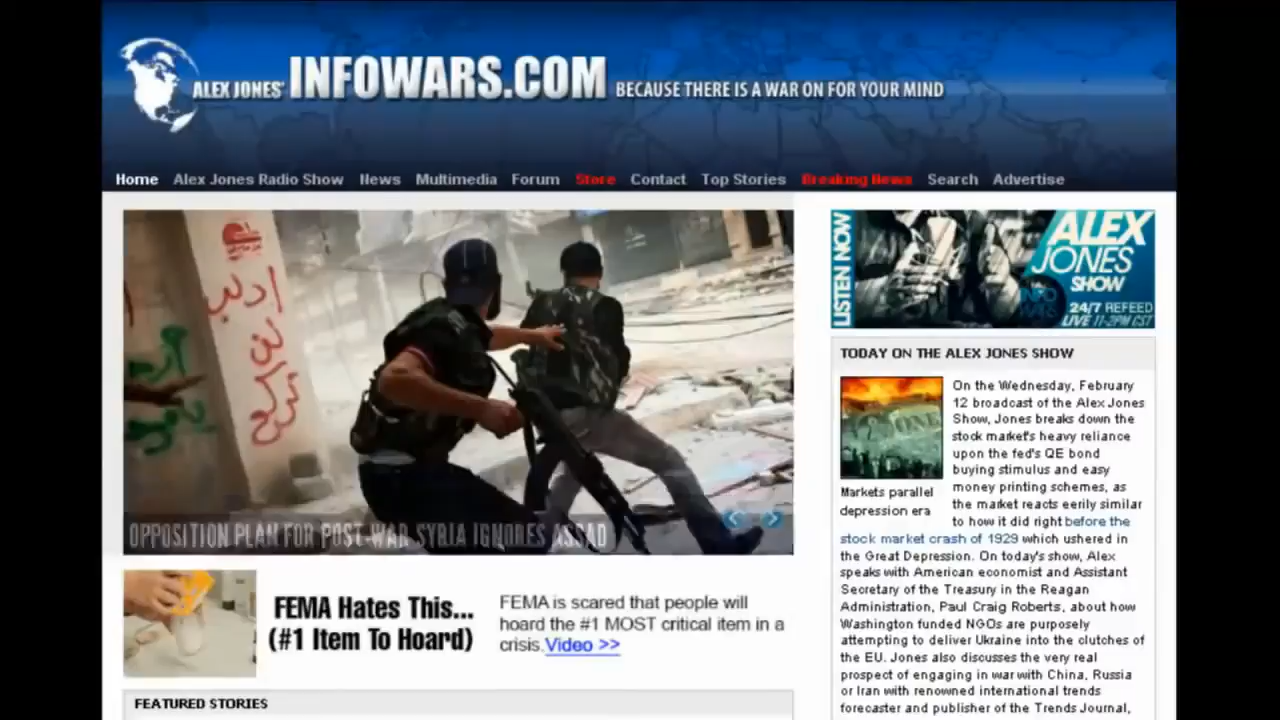 ALEX JONES' INFOWARS.COM BECAUSE THERE IS A WAR ON FOR YOUR MIND
Home Alex Jones Radio Show News Multimedia Forum Store Contact Top Stories Breaking News Search Advertise
ادلب
لن
تركع
OPPOSITION PLAN FOR POST-WAR SYRIA IGNORES ASSAD
FEMA Hates This...
(#1 Item To Hoard)
FEMA is scared that people will
hoard the #1 MOST critical item in a
crisis.Video >>
FEATURED STORIES
LISTEN NOW
ALEX
JONES
SHOW
INFO
WARS
24/7 REFEED
LIVE 11-2PM CST
TODAY ON THE ALEX JONES SHOW
On the Wednesday, February
12 broadcast of the Alex Jones
Show, Jones breaks down the
stock market's heavy reliance
upon the fed's QE bond
buying stimulus and easy
money printing schemes, as
the market reacts eerily similar
to how it did right before the
Markets parallel
depression era
stock market crash of 1929 which ushered in
the Great Depression. On today's show, Alex
speaks with American economist and Assistant
Secretary of the Treasury in the Reagan
Administration, Paul Craig Roberts, about how
Washington funded NGOs are purposely
attempting to deliver Ukraine into the clutches of
the EU. Jones also discusses the very real
prospect of engaging in war with China, Russia
or Iran with renowned international trends
forecaster and publisher of the Trends Journal,